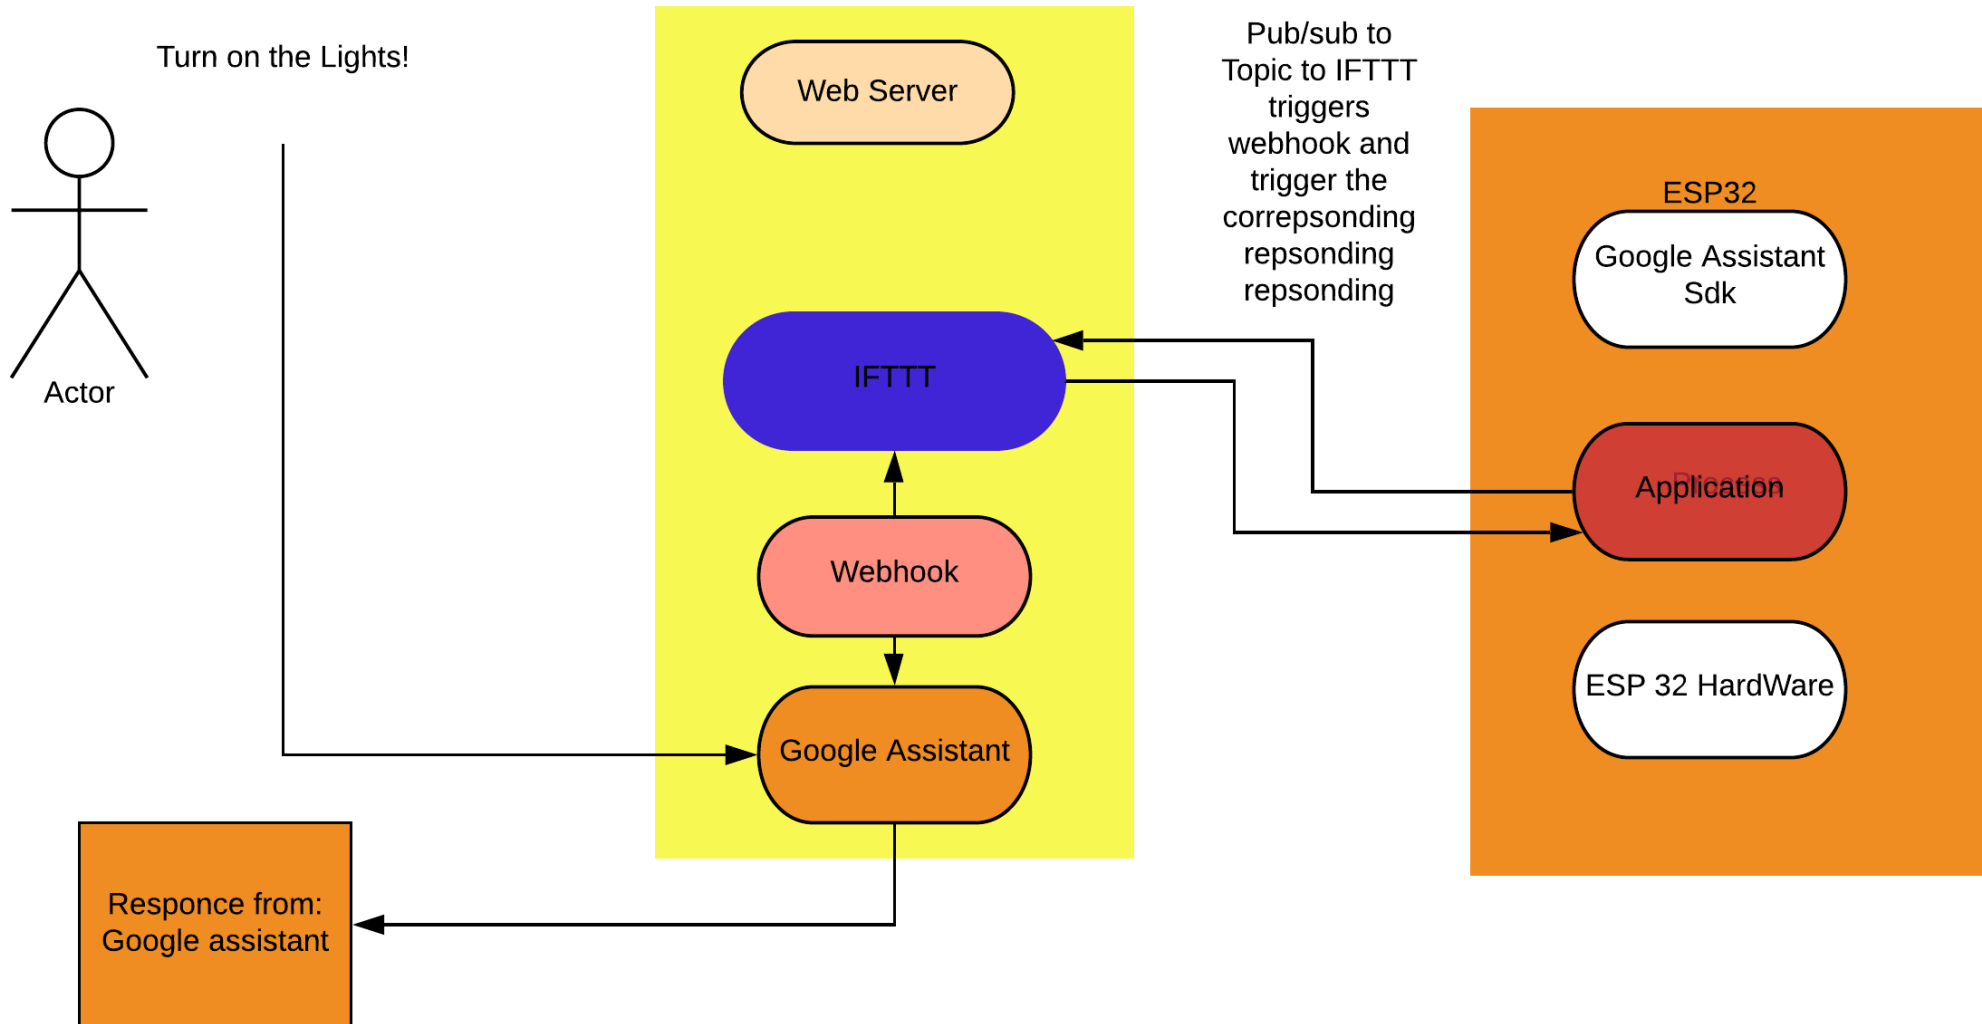 Turn on the Lights!
Actor
Web Server
IFTTT
Webhook
Google Assistant
Responce from:
Google assistant
Pub/sub to
Topic to IFTTT
triggers
webhook and
trigger the
correpsonding
repsonding
repsonding
ESP32
Google Assistant
Sdk
Application
Process
ESP 32 HardWare